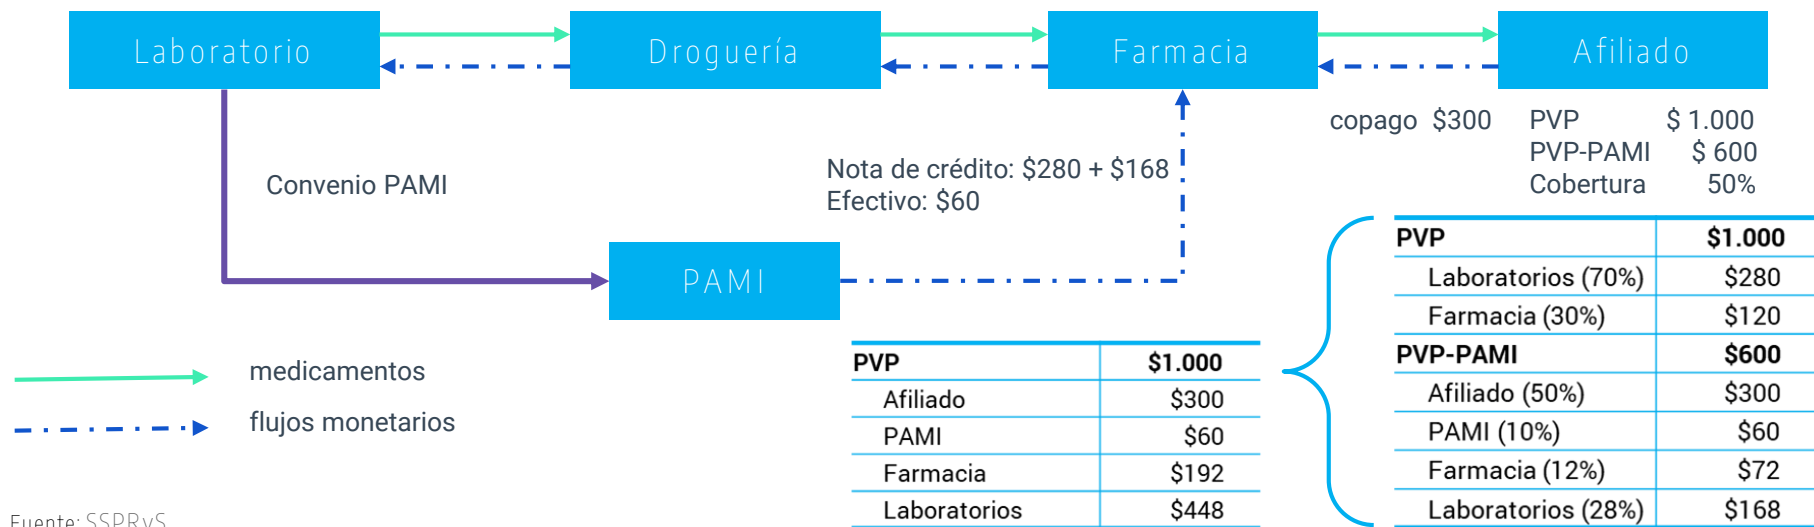 Laboratorio
Droguería
Farmacia
Afiliado
copago $300
PVP $ 1.000
PVP-PAMI $ 600
Cobertura 50%
Convenio PAMI
Nota de crédito: $280 + $168
Efectivo: $60
PAMI
medicamentos
flujos monetarios
PVP $1.000
Afiliado $300
PAMI $60
Farmacia $192
Laboratorios $448
PVP $1.000
Laboratorios (70%) $280
Farmacia (30%) $120
PVP-PAMI $600
Afiliado (50%) $300
PAMI (10%) $60
Farmacia (12%) $72
Laboratorios (28%) $168
Fuente: SSPRyS